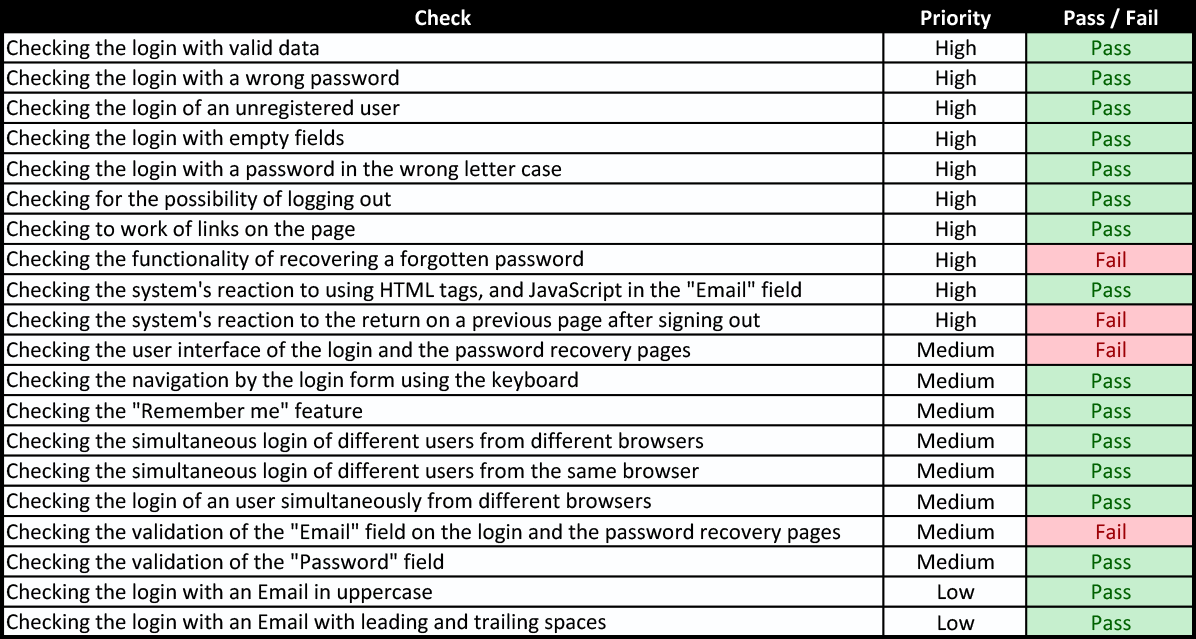 Check Priority Pass / Fail
Checking the login with valid data High Pass
Checking the login with a wrong password High Pass
Checking the login of an unregistered user High Pass
Checking the login with empty fields High Pass
Checking the login with a password in the wrong letter case High Pass
Checking for the possibility of logging out High Pass
Checking to work of links on the page High Pass
Checking the functionality of recovering a forgotten password High Fail
Checking the system's reaction to using HTML tags, and JavaScript in the "Email" field High Pass
Checking the system's reaction to the return on a previous page after signing out High Fail
Checking the user interface of the login and the password recovery pages Medium Fail
Checking the navigation by the login form using the keyboard Medium Pass
Checking the "Remember me" feature Medium Pass
Checking the simultaneous login of different users from different browsers Medium Pass
Checking the simultaneous login of different users from the same browser Medium Pass
Checking the login of an user simultaneously from different browsers Medium Pass
Checking the validation of the "Email" field on the login and the password recovery pages Medium Fail
Checking the validation of the "Password" field Medium Pass
Checking the login with an Email in uppercase Low Pass
Checking the login with an Email with leading and trailing spaces Low Pass